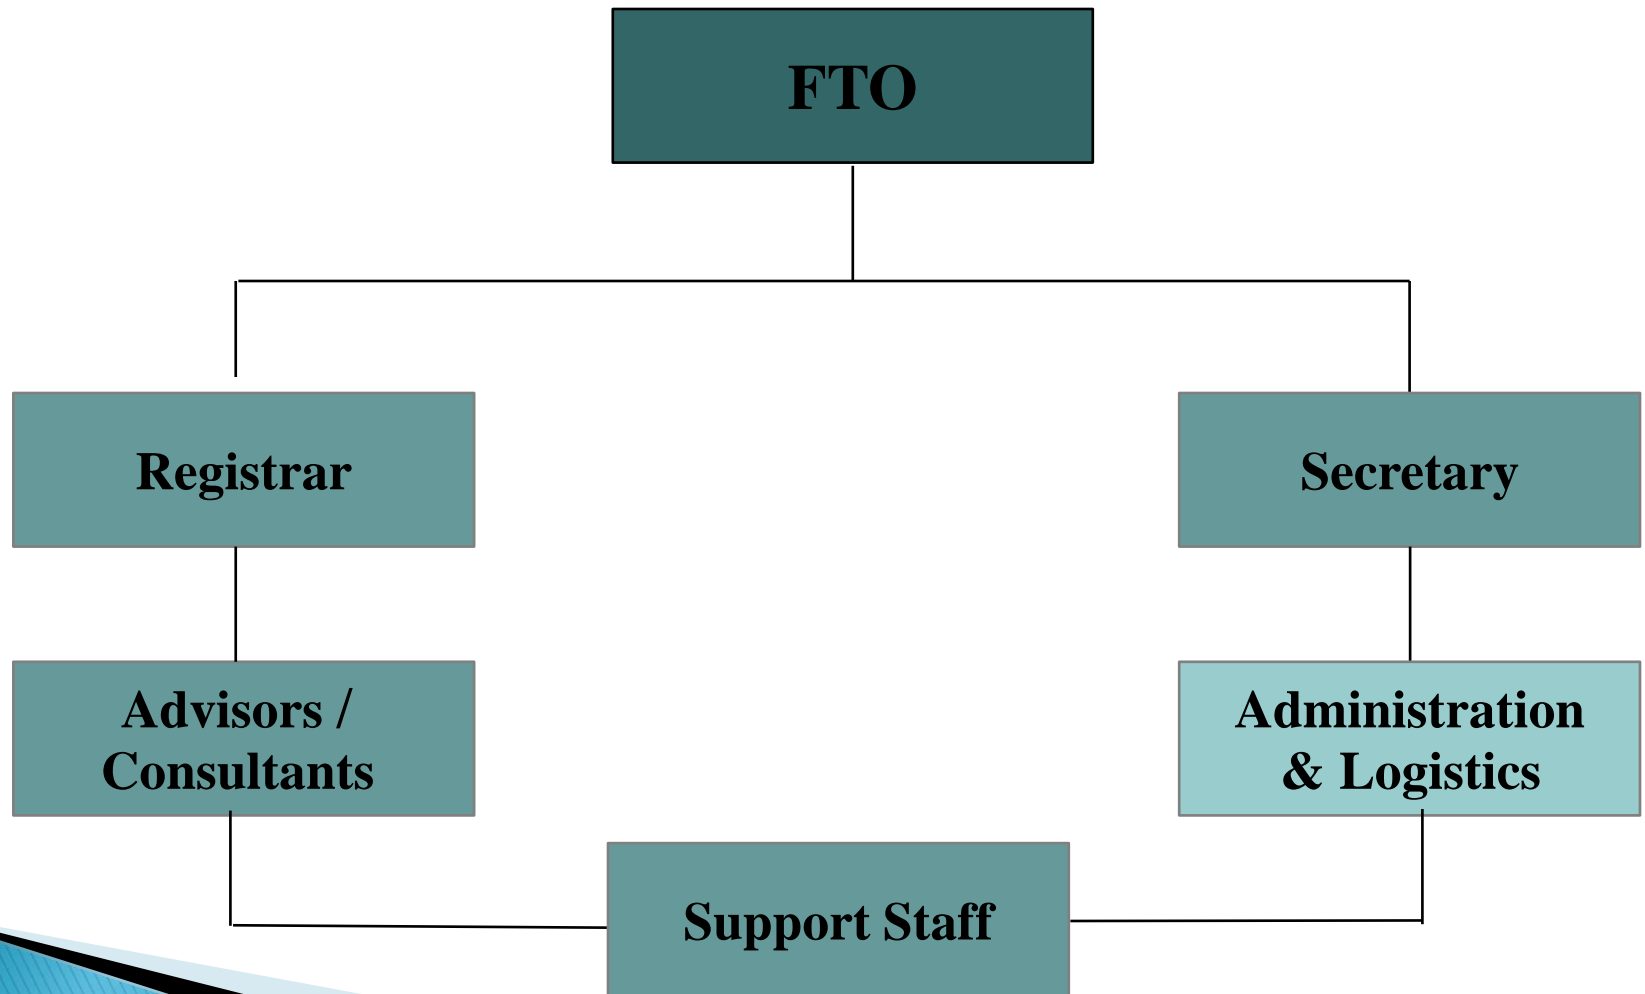 FTO
Registrar
Secretary
Advisors /
Consultants
Administration
& Logistics
Support Staff